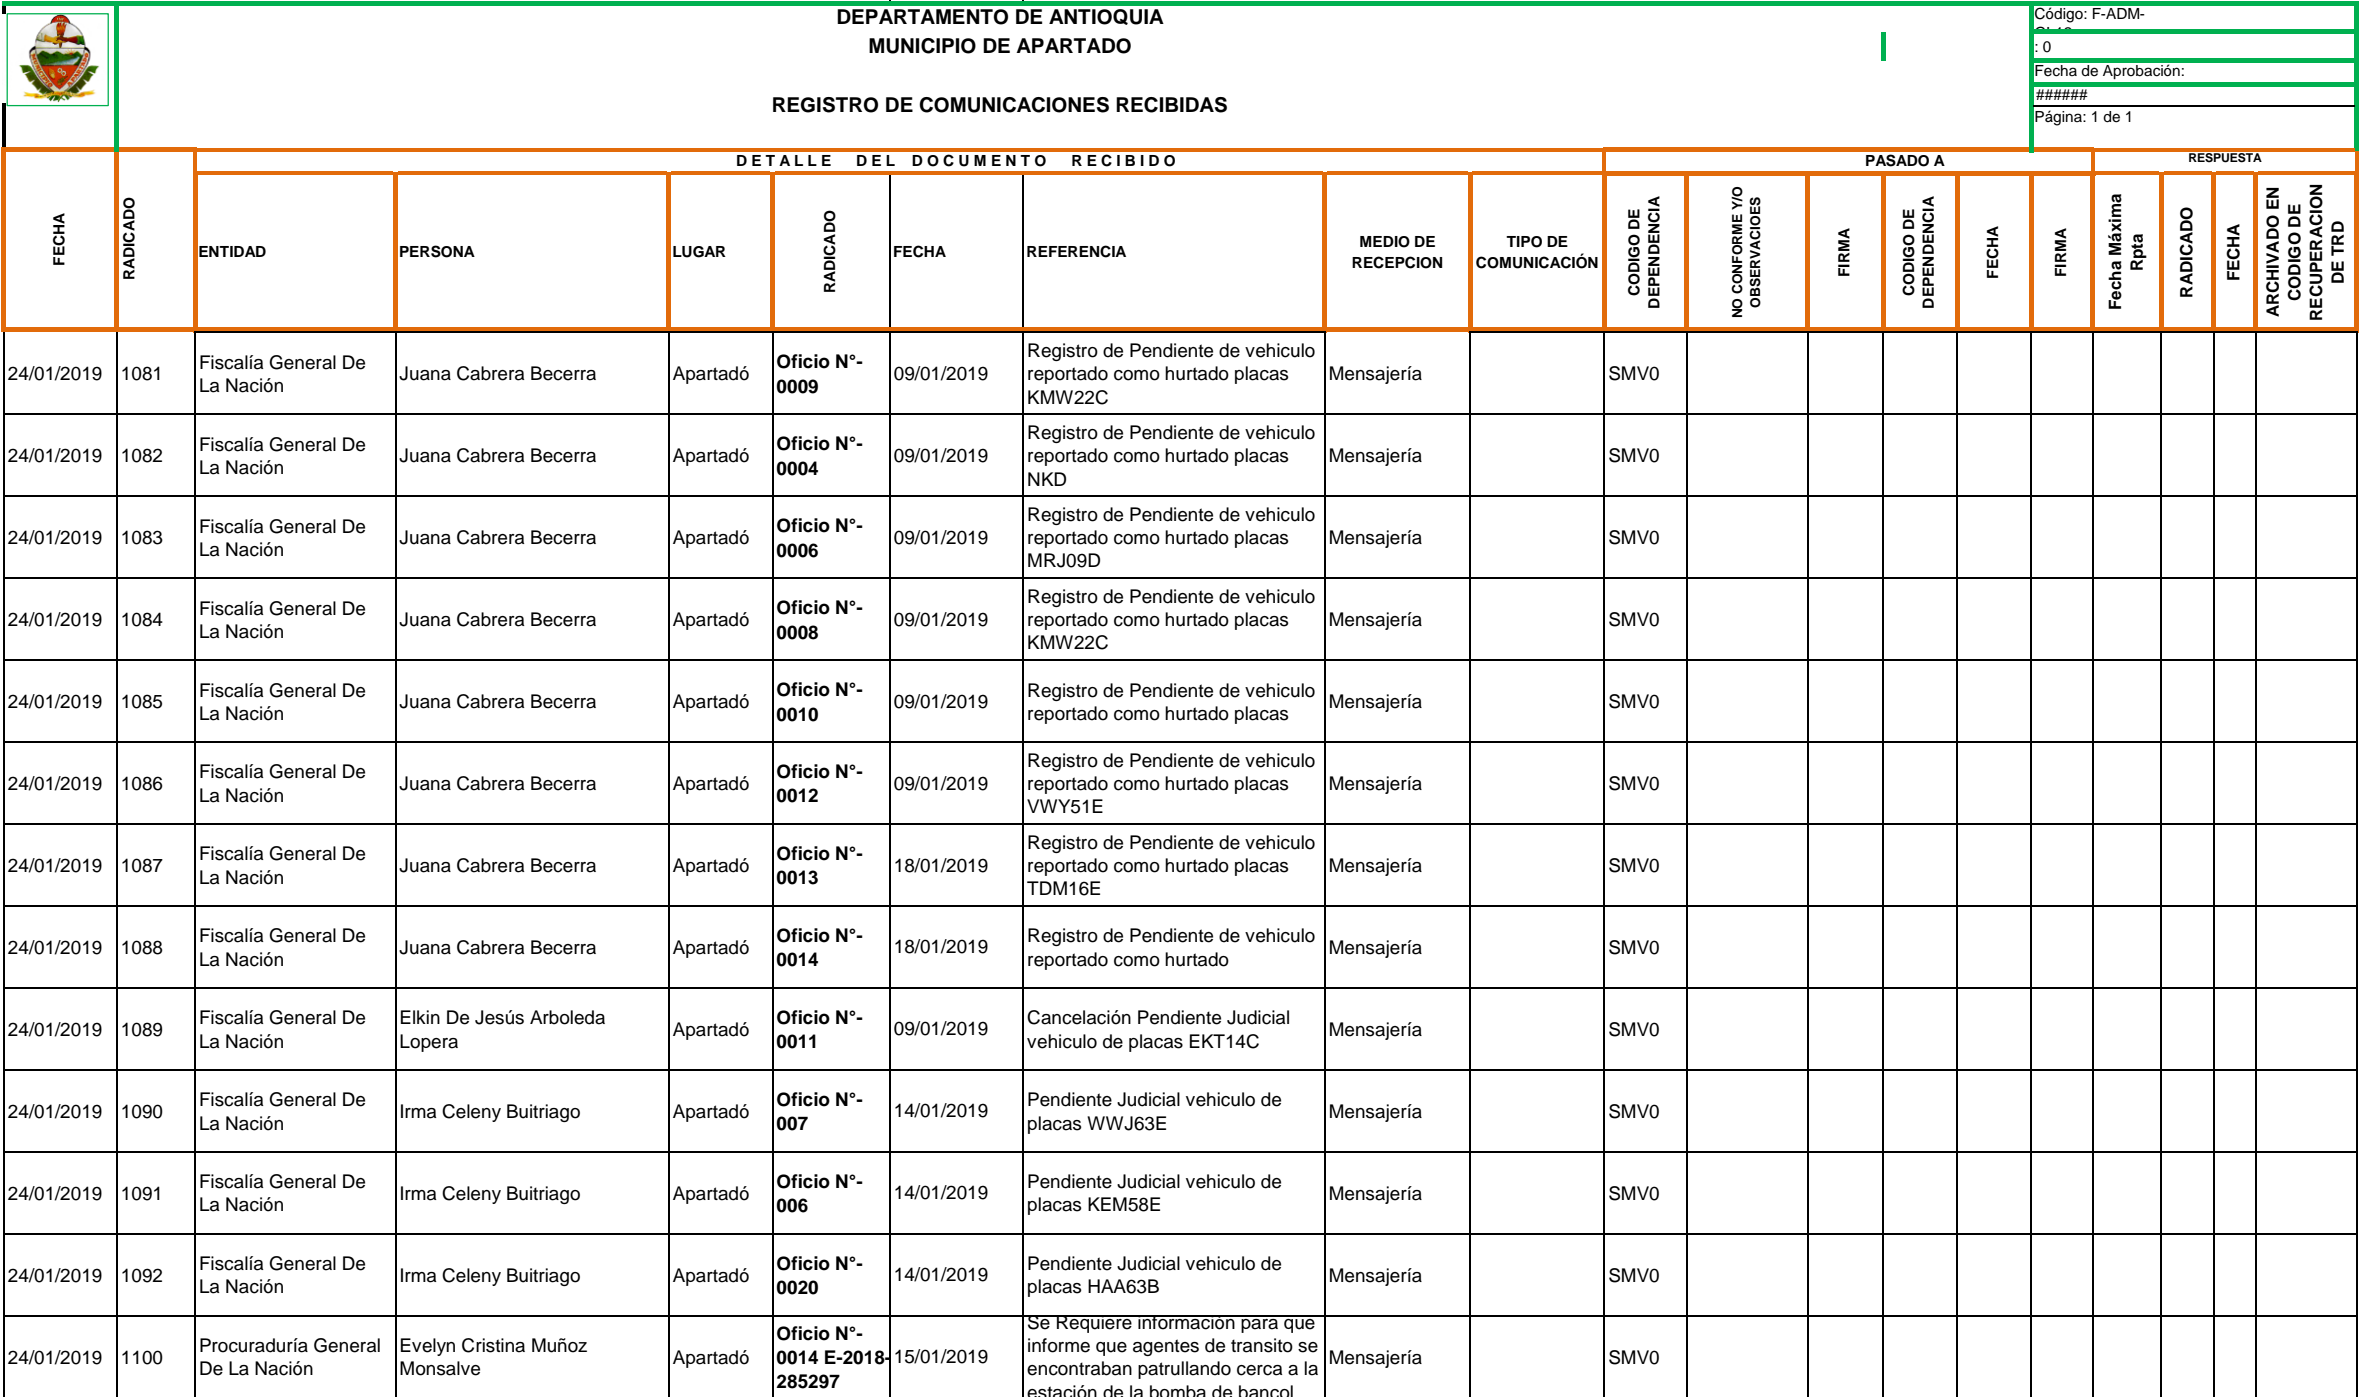 DEPARTAMENTO DE ANTIOQUIA
MUNICIPIO DE APARTADO
REGISTRO DE COMUNICACIONES RECIBIDAS
Código: F-ADM-
: 0
Fecha de Aprobación:
######
Página: 1 de 1
FECHA
RADICADO
DETALLE DEL DOCUMENTO RECIBIDO
PASADO A
RESPUESTA
ENTIDAD
PERSONA
LUGAR
RADICADO
FECHA
REFERENCIA
MEDIO DE
RECEPCION
TIPO DE
COMUNICACIÓN
CODIGO DE
DEPENDENCIA
NO CONFORME Y/O
OBSERVACIOES
FIRMA
CODIGO DE
DEPENDENCIA
FECHA
FIRMA
Fecha Máxima
Rpta
RADICADO
FECHA
ARCHIVADO EN
CODIGO DE
RECUPERACION
DE TRD
24/01/2019
1081
Fiscalía General De
La Nación
Juana Cabrera Becerra
Apartadó
Oficio N°-
0009
09/01/2019
Registro de Pendiente de vehiculo
reportado como hurtado placas
KMW22C
Mensajería
SMV0
24/01/2019
1082
Fiscalía General De
La Nación
Juana Cabrera Becerra
Apartadó
Oficio N°-
0004
09/01/2019
Registro de Pendiente de vehiculo
reportado como hurtado placas
NKD
Mensajería
SMV0
24/01/2019
1083
Fiscalía General De
La Nación
Juana Cabrera Becerra
Apartadó
Oficio N°-
0006
09/01/2019
Registro de Pendiente de vehiculo
reportado como hurtado placas
MRJ09D
Mensajería
SMV0
24/01/2019
1084
Fiscalía General De
La Nación
Juana Cabrera Becerra
Apartadó
Oficio N°-
0008
09/01/2019
Registro de Pendiente de vehiculo
reportado como hurtado placas
KMW22C
Mensajería
SMV0
24/01/2019
1085
Fiscalía General De
La Nación
Juana Cabrera Becerra
Apartadó
Oficio N°-
0010
09/01/2019
Registro de Pendiente de vehiculo
reportado como hurtado placas
Mensajería
SMV0
24/01/2019
1086
Fiscalía General De
La Nación
Juana Cabrera Becerra
Apartadó
Oficio N°-
0012
09/01/2019
Registro de Pendiente de vehiculo
reportado como hurtado placas
VWY51E
Mensajería
SMV0
24/01/2019
1087
Fiscalía General De
La Nación
Juana Cabrera Becerra
Apartadó
Oficio N°-
0013
18/01/2019
Registro de Pendiente de vehiculo
reportado como hurtado placas
TDM16E
Mensajería
SMV0
24/01/2019
1088
Fiscalía General De
La Nación
Juana Cabrera Becerra
Apartadó
Oficio N°-
0014
18/01/2019
Registro de Pendiente de vehiculo
reportado como hurtado
Mensajería
SMV0
24/01/2019
1089
Fiscalía General De
La Nación
Elkin De Jesús Arboleda
Lopera
Apartadó
Oficio N°-
0011
09/01/2019
Cancelación Pendiente Judicial
vehiculo de placas EKT14C
Mensajería
SMV0
24/01/2019
1090
Fiscalía General De
La Nación
Irma Celeny Buitriago
Apartadó
Oficio N°-
007
14/01/2019
Pendiente Judicial vehiculo de
placas WWJ63E
Mensajería
SMV0
24/01/2019
1091
Fiscalía General De
La Nación
Irma Celeny Buitriago
Apartadó
Oficio N°-
006
14/01/2019
Pendiente Judicial vehiculo de
placas KEM58E
Mensajería
SMV0
24/01/2019
1092
Fiscalía General De
La Nación
Irma Celeny Buitriago
Apartadó
Oficio N°-
0020
14/01/2019
Pendiente Judicial vehiculo de
placas HAA63B
Mensajería
SMV0
24/01/2019
1100
Procuraduría General
De La Nación
Evelyn Cristina Muñoz
Monsalve
Apartadó
Oficio N°-
0014 E-2018-
285297
15/01/2019
Se Requiere información para que
informe que agentes de transito se
encontraban patrullando cerca a la
estación de la bomba de bancol
Mensajería
SMV0